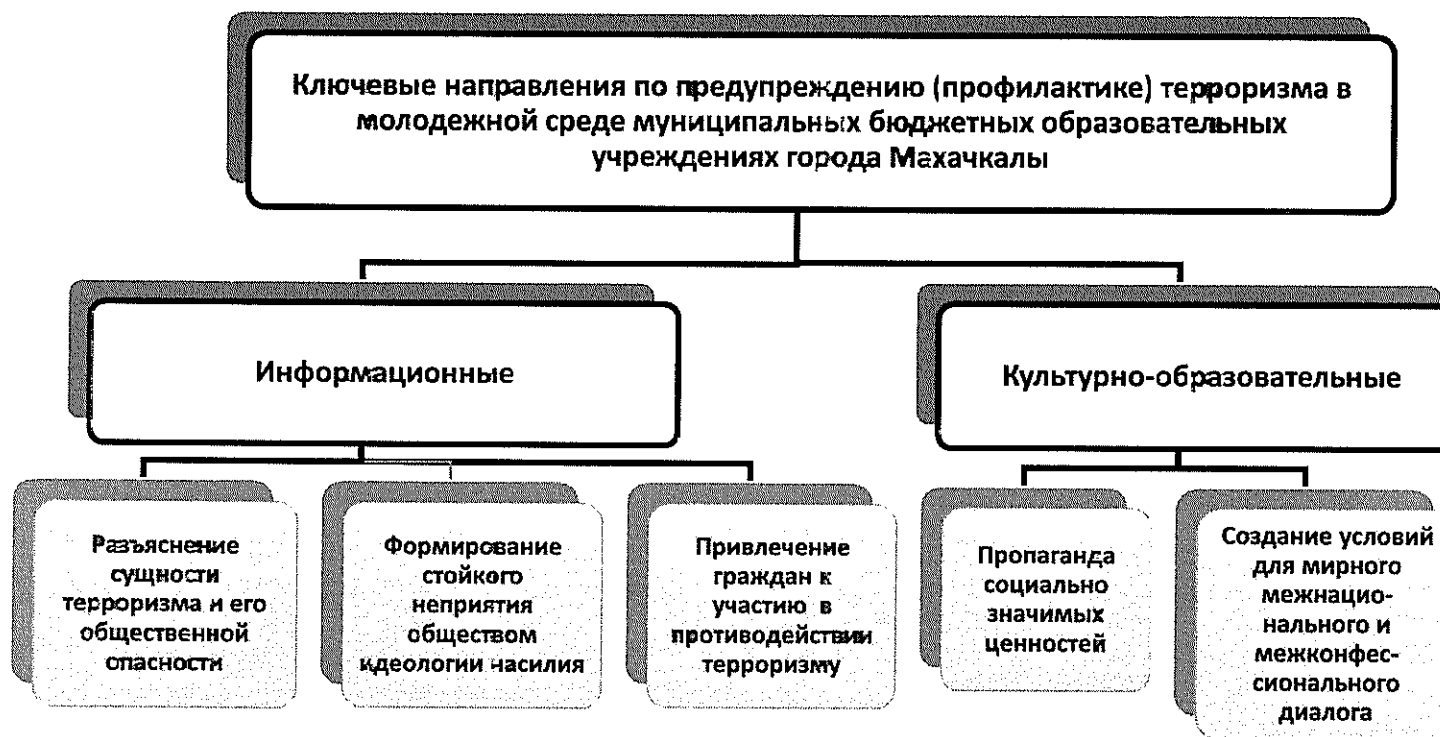 Ключевые направления по предупреждению (профилактике) терроризма в
молодежной среде муниципальных бюджетных образовательных
учреждениях города Махачкалы
Информационные
Культурно-образовательные
Разъяснение
сущности
терроризма и его
общественной
опасности
Формирование
стойкого
неприятия
обществом
идеологии насилия
Привлечение
граждан к
участию в
противодействии
терроризму
Пропаганда
социально
значимых
ценностей
Создание условий
для мирного
межнацио-
нального и
межконфес-
сионального
диалога